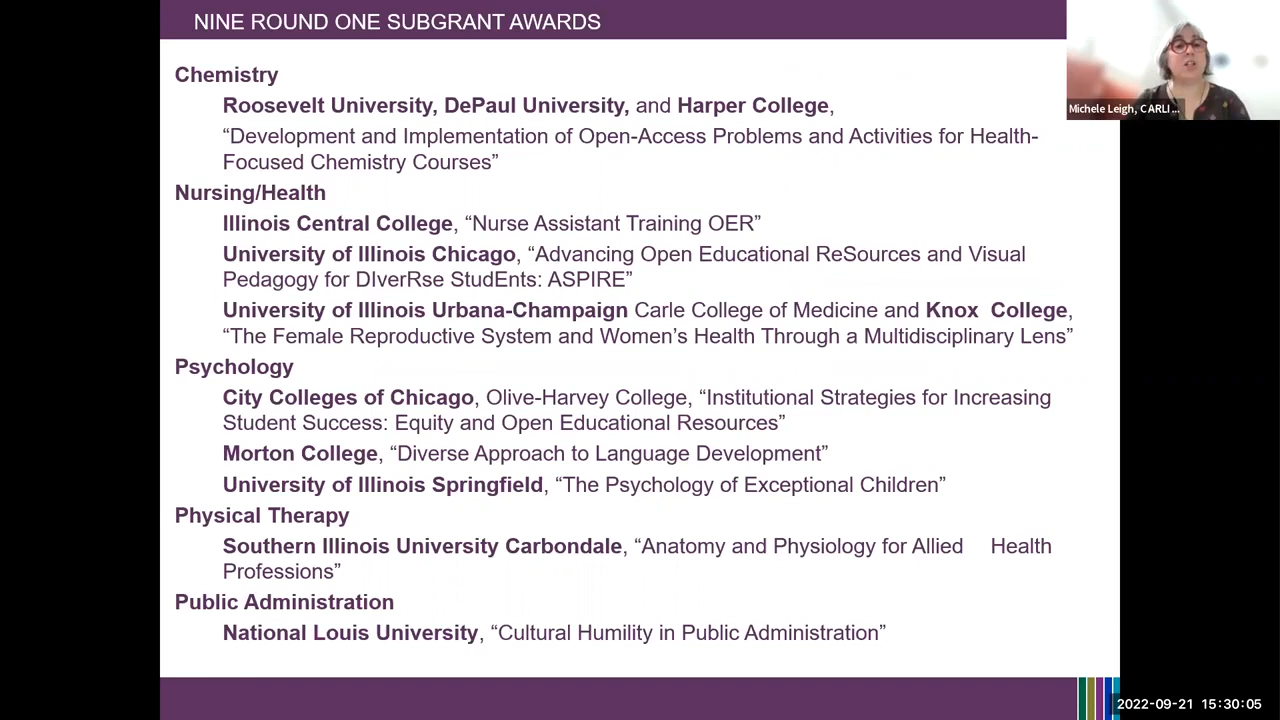 NINE ROUND ONE SUBGRANT AWARDS
Michele Leigh, CARLI ...
Chemistry
Roosevelt University, DePaul University, and Harper College,
“Development and Implementation of Open-Access Problems and Activities for Health-
Focused Chemistry Courses”
Nursing/Health
Illinois Central College, “Nurse Assistant Training OER”
University of Illinois Chicago, “Advancing Open Educational ReSources and Visual
Pedagogy for DIverRse StudEnts: ASPIRE”
University of Illinois Urbana-Champaign Carle College of Medicine and Knox College,
“The Female Reproductive System and Women’s Health Through a Multidisciplinary Lens”
Psychology
City Colleges of Chicago, Olive-Harvey College, “Institutional Strategies for Increasing
Student Success: Equity and Open Educational Resources”
Morton College, “Diverse Approach to Language Development”
University of Illinois Springfield, “The Psychology of Exceptional Children”
Physical Therapy
Southern Illinois University Carbondale, “Anatomy and Physiology for Allied Health
Professions”
Public Administration
National Louis University, “Cultural Humility in Public Administration”
2022-09-21 15:30:05